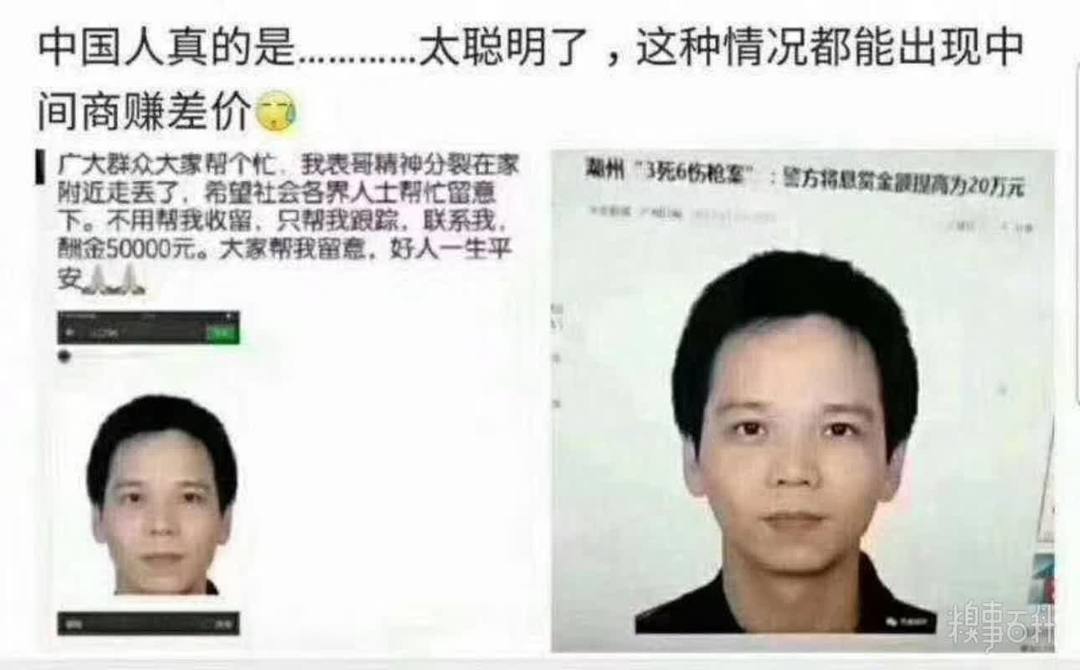 中国人真的是…………太聪明了，这种情况都能出现中
间商赚差价
广大群众大家帮个忙，我表哥精神分裂在家
附近走丢了，希望社会各界人士帮忙留意
下。不用帮我收留，只帮我跟踪，联系我，
酬金50000元。大家帮我留意，好人一生平
安
潮州“3死6伤枪案”：警方将悬赏金额提高为20万元
糗事百科